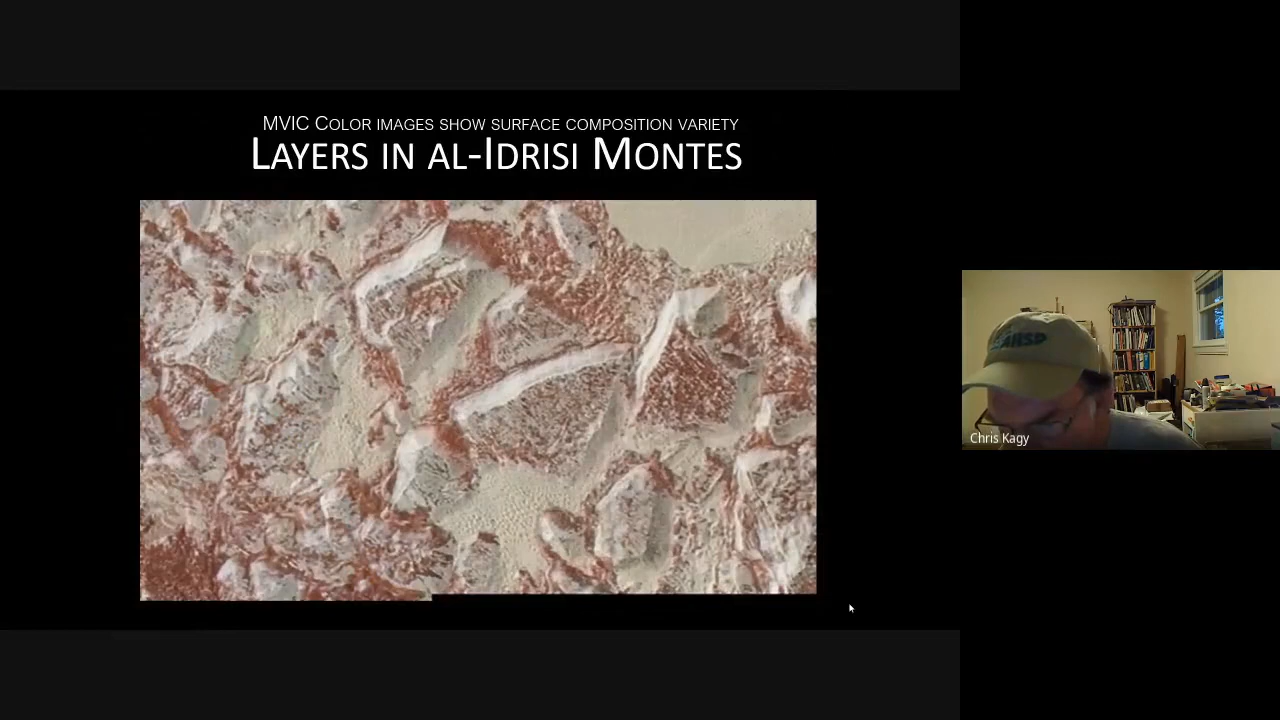 MVIC COLOR IMAGES SHOW SURFACE COMPOSITION VARIETY
LAYERS IN AL-IDRISI MONTES
Chris Kagy